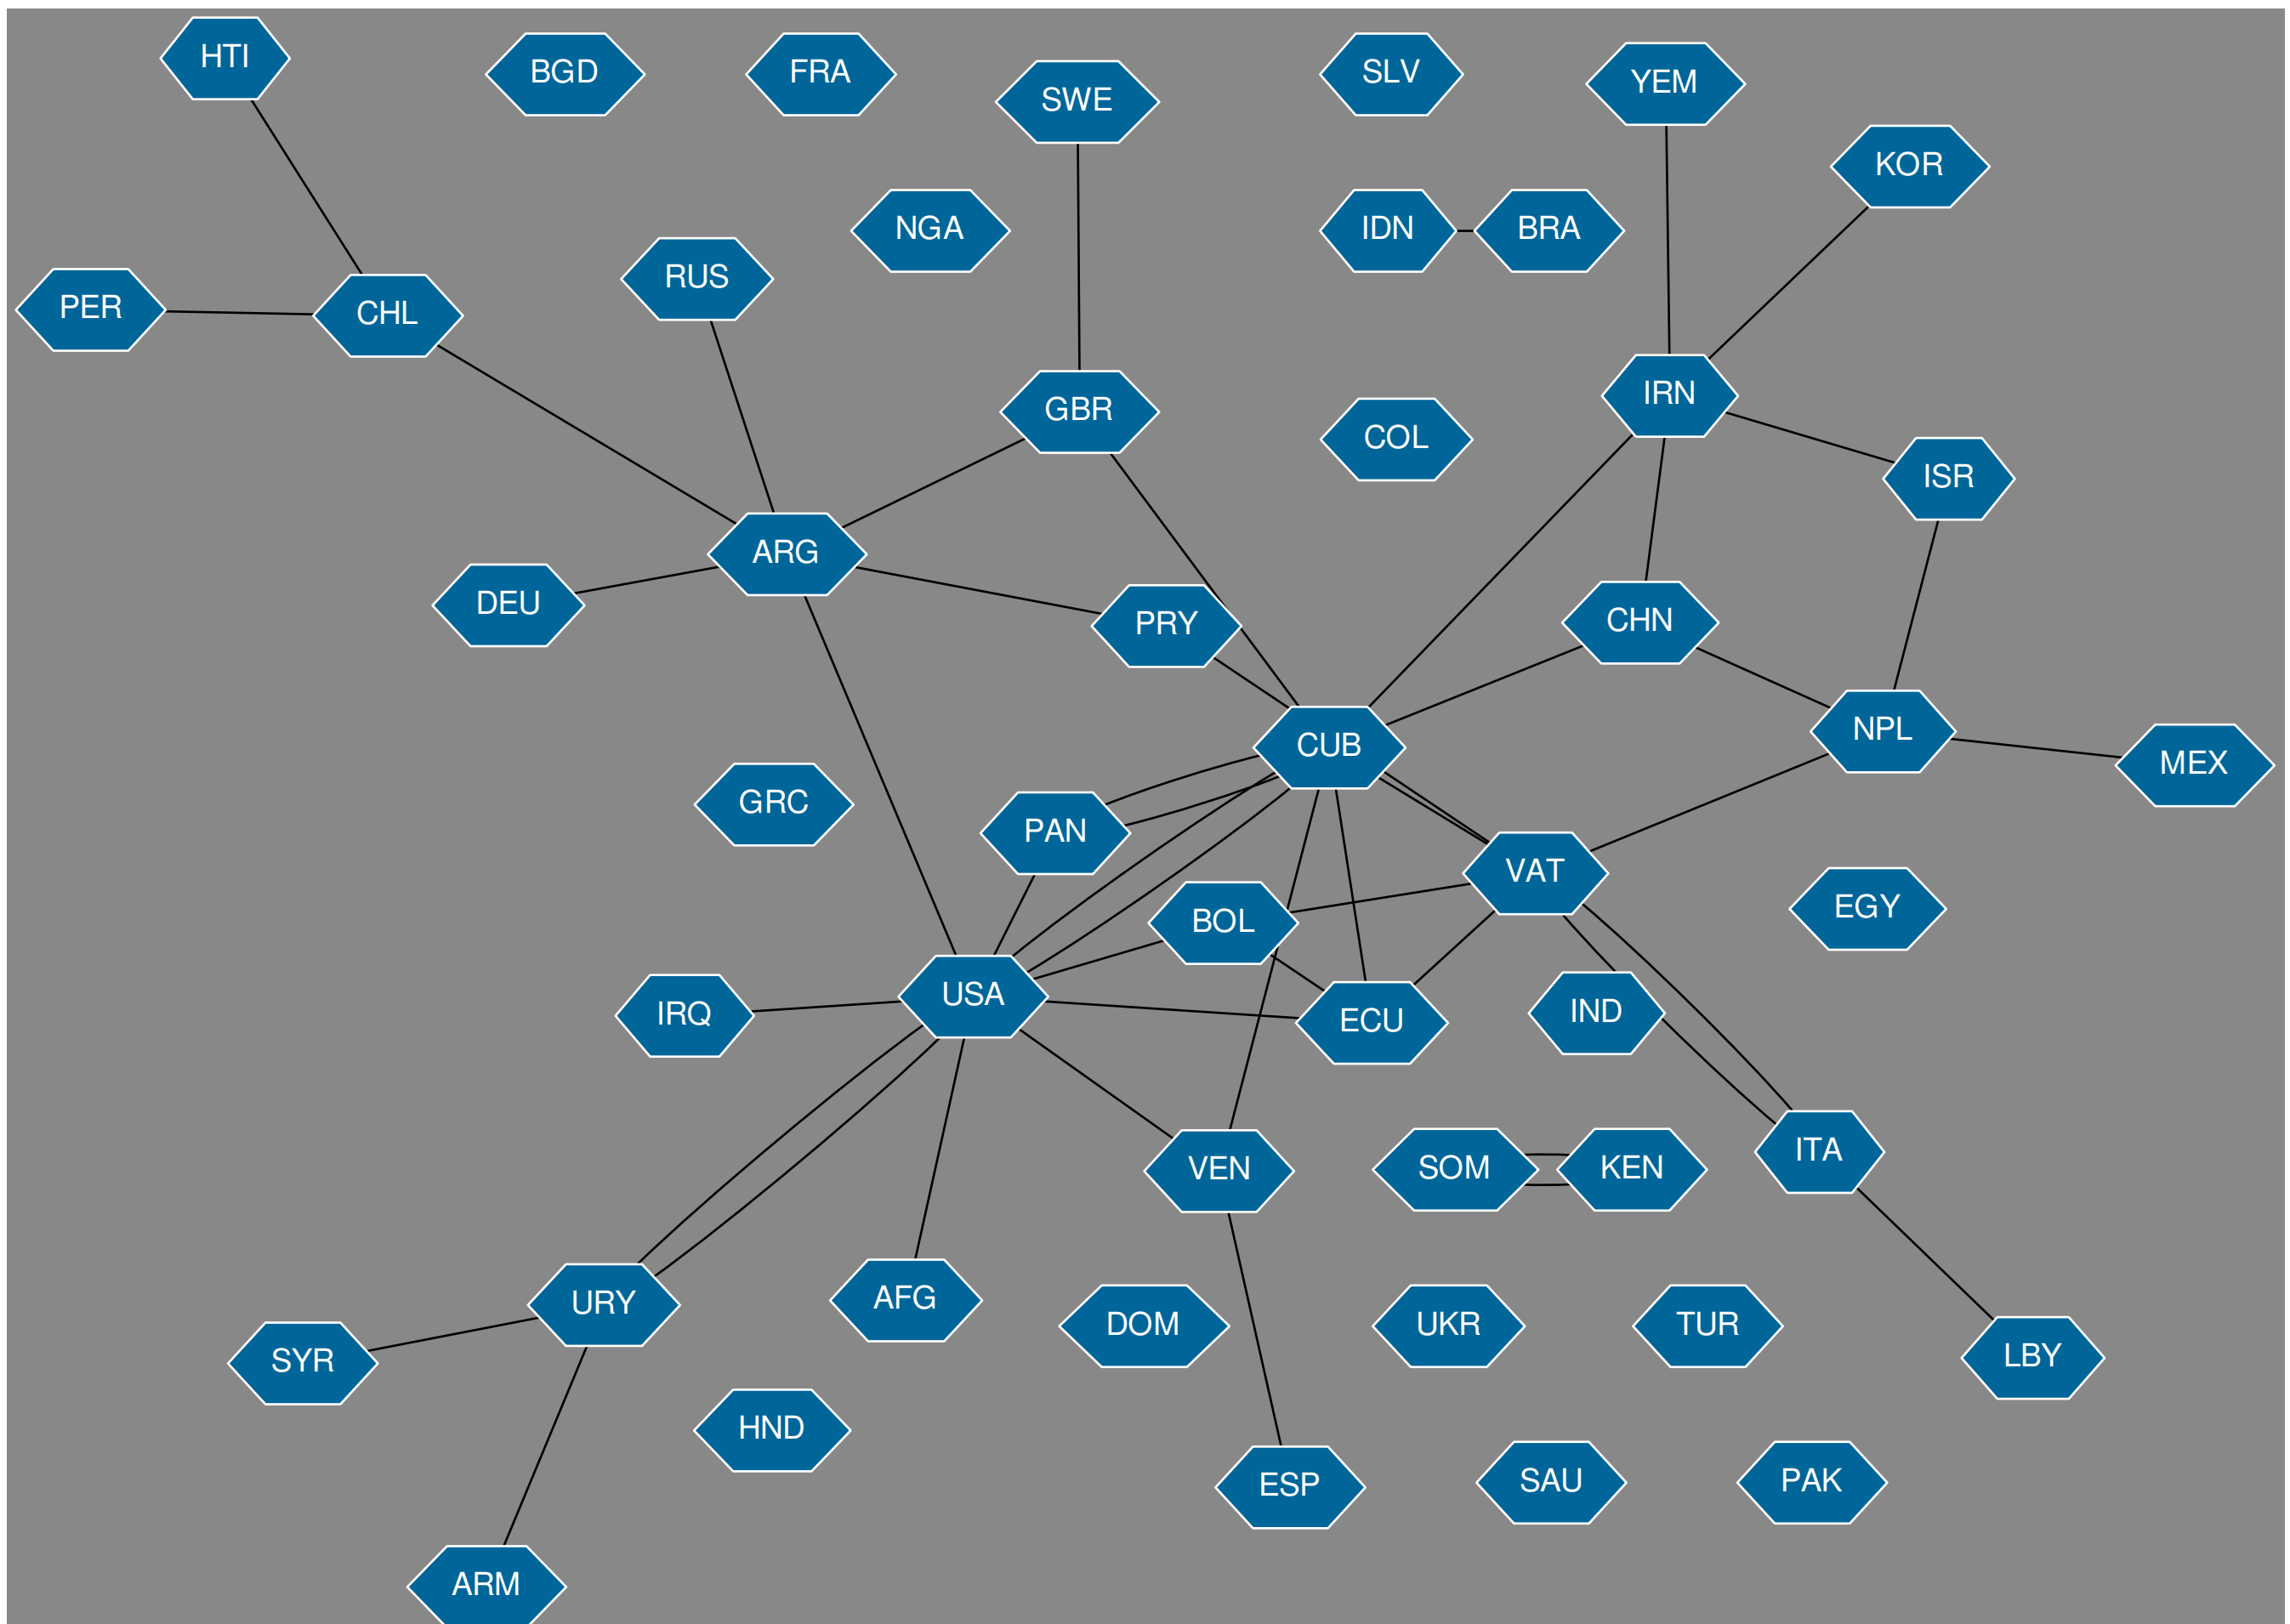 HTI
BGD
FRA
SLV
YEM
SWE
KOR
NGA
IDN
BRA
RUS
PER
CHL
IRN
GBR
COL
ISR
ARG
DEU
PRY
CHN
NPL
CUB
MEX
GRC
PAN
VAT
EGY
BOL
USA
IRQ
ECU
IND
ITA
VEN
SOM
KEN
AFG
URY
DOM
UKR
TUR
LBY
SYR
HND
SAU
PAK
ESP
ARM